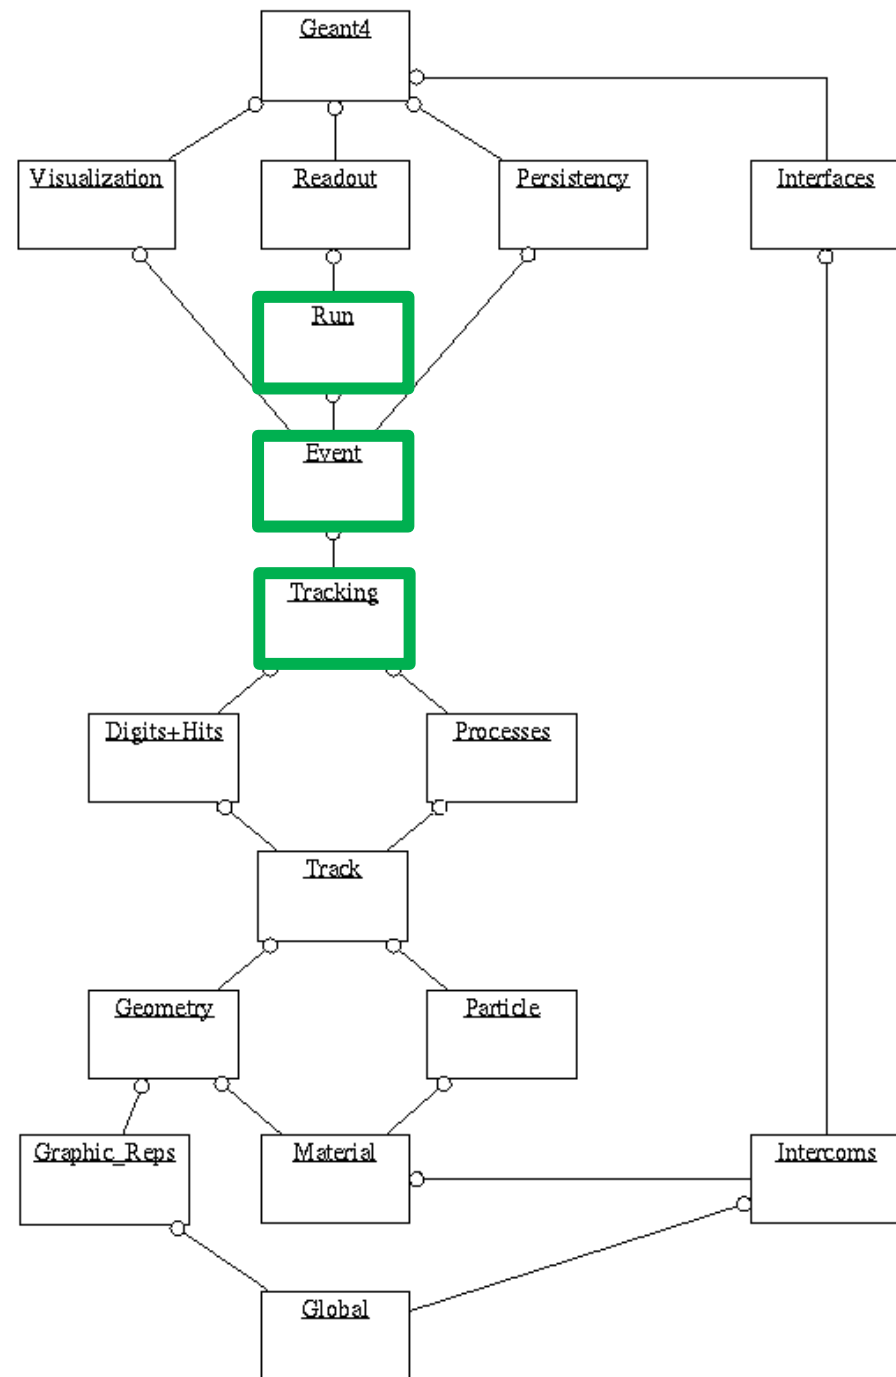 Geant4
Visualization
Readout
Persistency
Interfaces
Run
Event
Tracking
Digits+Hits
Processes
Track
Geometry
Particle
Graphic_Reps
Material
Intercoms
Global